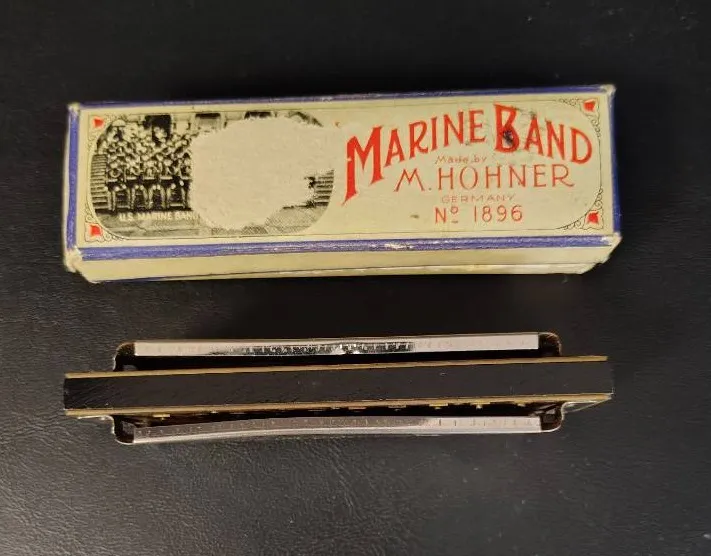 U.S. MARINE BAND
MARINE BAND
Made by
M. HOHNER
GERMANY
Nº 1896